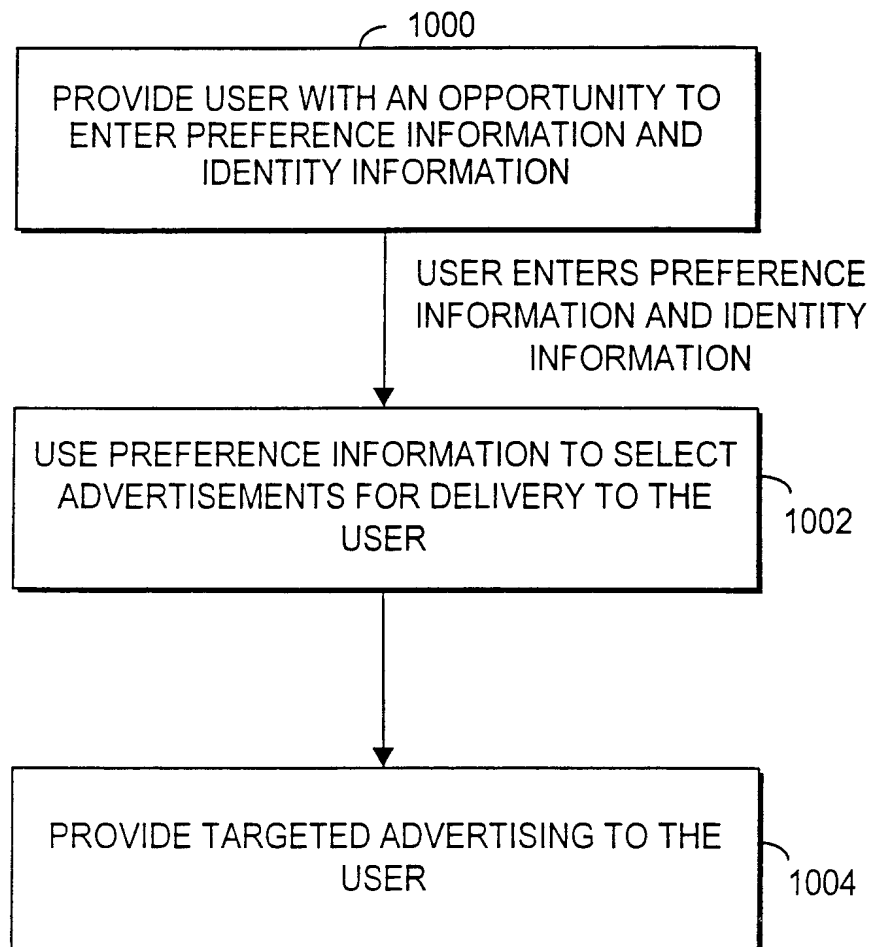 1000
PROVIDE USER WITH AN OPPORTUNITY TO
ENTER PREFERENCE INFORMATION AND
IDENTITY INFORMATION
USER ENTERS PREFERENCE
INFORMATION AND IDENTITY
INFORMATION
USE PREFERENCE INFORMATION TO SELECT
ADVERTISEMENTS FOR DELIVERY TO THE
USER
1002
PROVIDE TARGETED ADVERTISING TO THE
USER
1004